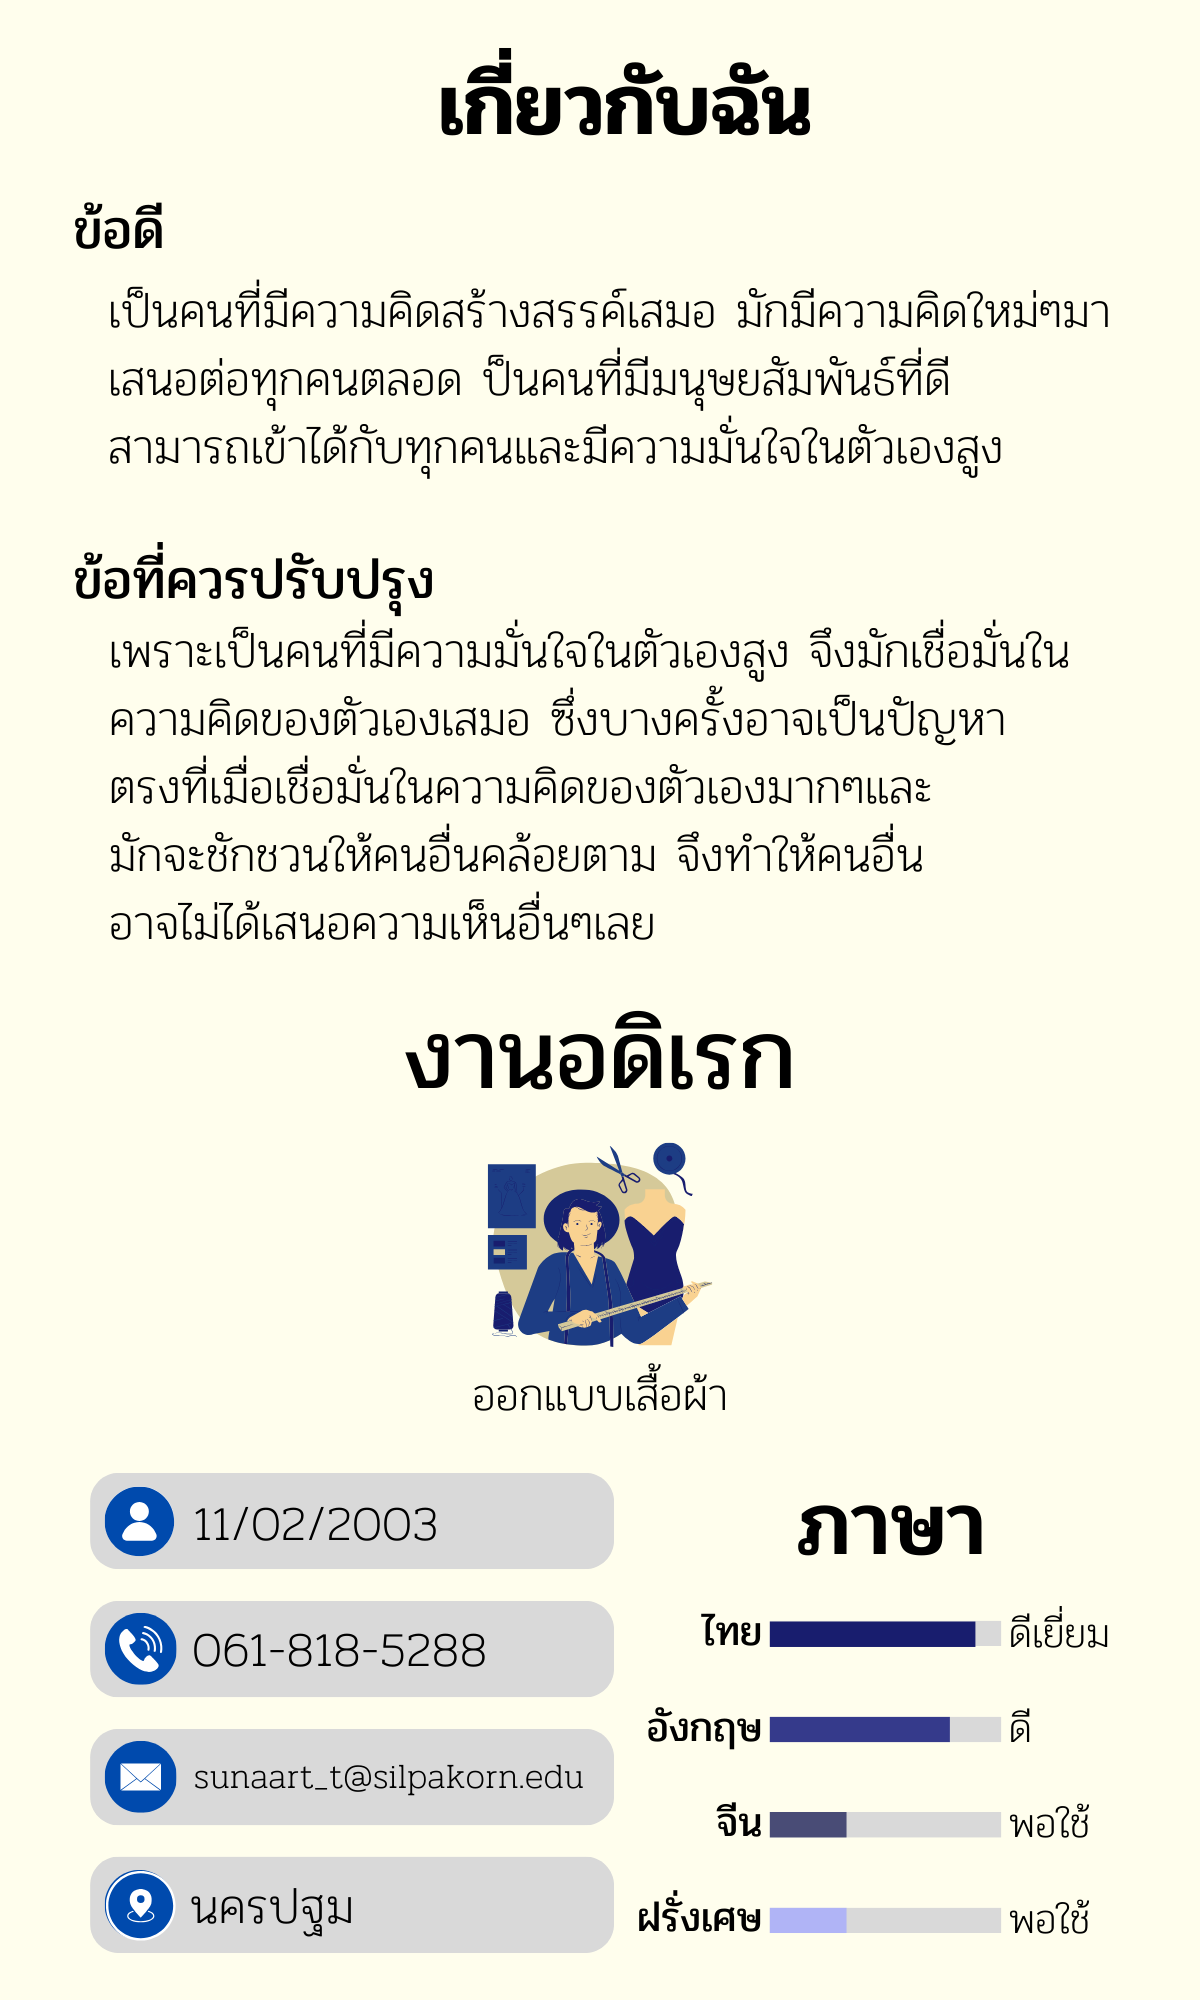 เกี่ยวกับฉัน
ข้อดี
เป็นคนที่มีความคิดสร้างสรรค์เสมอ มักมีความคิดใหม่ๆมา
เสนอต่อทุกคนตลอด ป็นคนที่มีมนุษยสัมพันธ์ที่ดี
สามารถเข้าได้กับทุกคนและมีความมั่นใจในตัวเองสูง
ข้อที่ควรปรับปรุง
เพราะเป็นคนที่มีความมั่นใจในตัวเองสูง จึงมักเชื่อมั่นใน
ความคิดของตัวเองเสมอ ซึ่งบางครั้งอาจเป็นปัญหา
ตรงที่เมื่อเชื่อมั่นในความคิดของตัวเองมากๆและ
มักจะชักชวนให้คนอื่นคล้อยตาม จึงทำให้คนอื่น
อาจไม่ได้เสนอความเห็นอื่นๆเลย
งานอดิเรก
ออกแบบเสื้อผ้า
11/02/2003
061-818-5288
sunaart_t@silpakorn.edu
นครปฐม
ภาษา
ไทย ดีเยี่ยม
อังกฤษ ดี
จีน พอใช้
ฝรั่งเศษ พอใช้